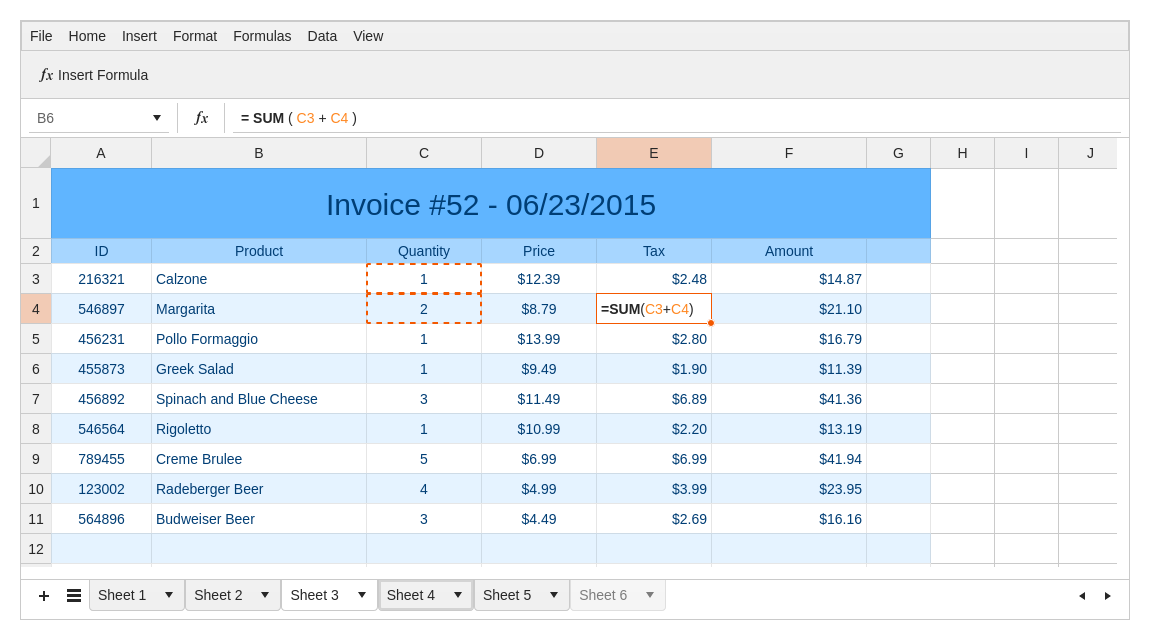 File Home Insert Format Formulas Data View
fx Insert Formula
B6 fx = SUM ( C3 + C4 )
A B C D E F G H I J
1 Invoice #52 - 06/23/2015
2 ID Product Quantity Price Tax Amount
3 216321 Calzone 1 $12.39 $2.48 $14.87
4 546897 Margarita 2 $8.79 =SUM(C3+C4) $21.10
5 456231 Pollo Formaggio 1 $13.99 $2.80 $16.79
6 455873 Greek Salad 1 $9.49 $1.90 $11.39
7 456892 Spinach and Blue Cheese 3 $11.49 $6.89 $41.36
8 546564 Rigoletto 1 $10.99 $2.20 $13.19
9 789455 Creme Brulee 5 $6.99 $6.99 $41.94
10 123002 Radeberger Beer 4 $4.99 $3.99 $23.95
11 564896 Budweiser Beer 3 $4.49 $2.69 $16.16
12
Sheet 1 Sheet 2 Sheet 3 Sheet 4 Sheet 5 Sheet 6